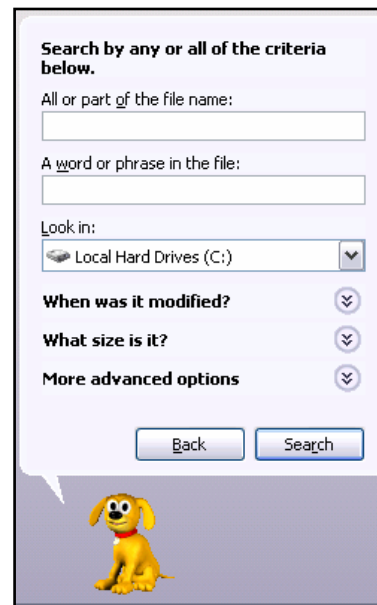 Search by any or all of the criteria
below.
All or part of the file name:
A word or phrase in the file:
Look in:
Local Hard Drives (C:)
When was it modified?
What size is it?
More advanced options
Back
Search